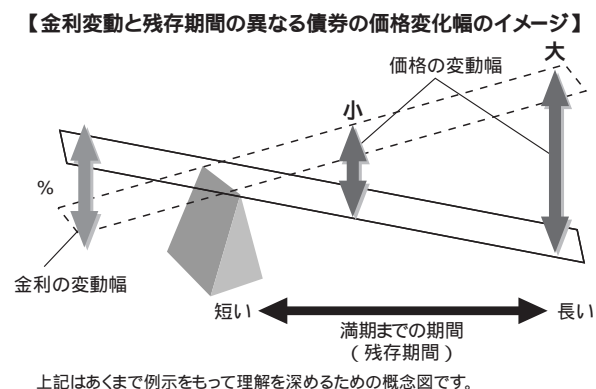 【金利変動と残存期間の異なる債券の価格変化幅のイメージ】
大
価格の変動幅
小
%
金利の変動幅
短い
長い
満期までの期間
(残存期間)
上記はあくまで例示をもって理解を深めるための概念図です。